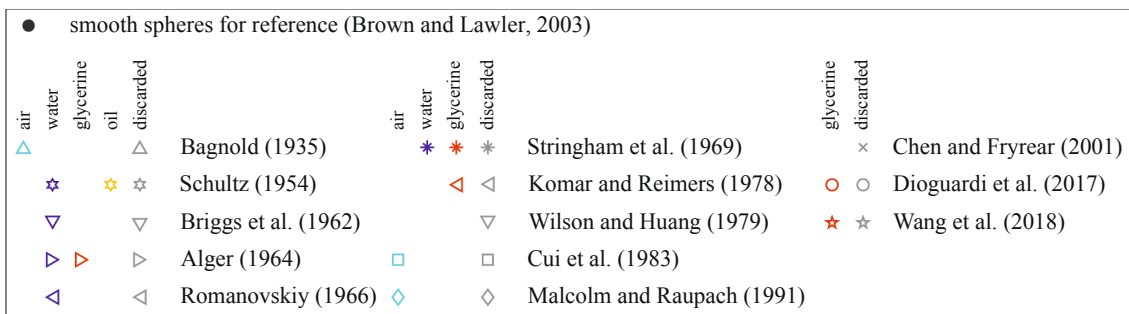 smooth spheres for reference (Brown and Lawler, 2003)
air water glycerine oil discarded air water glycerine discarded glycerine discarded
Bagnold (1935) Stringham et al. (1969) Chen and Fryrear (2001)
Schultz (1954) Komar and Reimers (1978) Dioguardi et al. (2017)
Briggs et al. (1962) Wilson and Huang (1979) Wang et al. (2018)
Alger (1964) Cui et al. (1983)
Romanovskiy (1966) Malcolm and Raupach (1991)